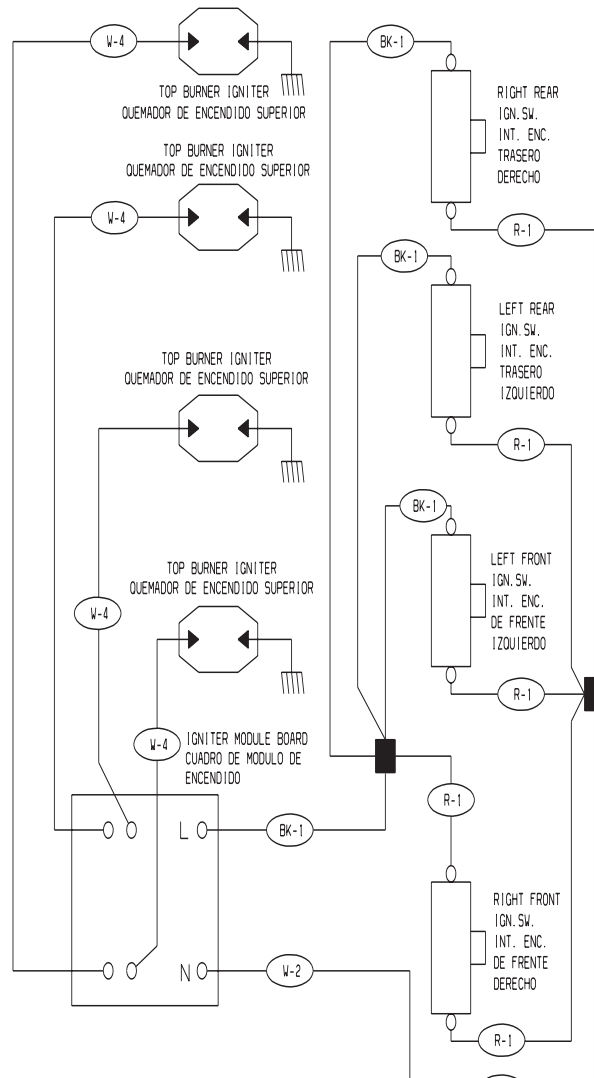 W-4
TOP BURNER IGNITER
QUEMADOR DE ENCENDIDO SUPERIOR
BK-1
RIGHT REAR
IGN.SW.
INT. ENC.
TRASERO
DERECHO
R-1
TOP BURNER IGNITER
QUEMADOR DE ENCENDIDO SUPERIOR
W-4
BK-1
LEFT REAR
IGN.SW.
INT. ENC.
TRASERO
IZQUIERDO
R-1
TOP BURNER IGNITER
QUEMADOR DE ENCENDIDO SUPERIOR
W-4
BK-1
LEFT FRONT
IGN.SW.
INT. ENC.
DE FRENTE
IZQUIERDO
R-1
TOP BURNER IGNITER
QUEMADOR DE ENCENDIDO SUPERIOR
W-4
IGNITER MODULE BOARD
CUADRO DE MODULO DE
ENCENDIDO
R-1
L
BK-1
N
W-2
RIGHT FRONT
IGN.SW.
INT. ENC.
DE FRENTE
DERECHO
R-1